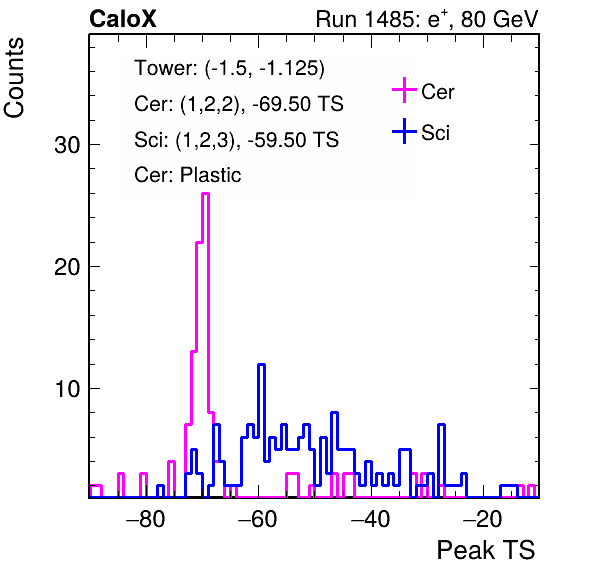 CaloX Run 1485: e⁺, 80 GeV
Counts
Tower: (-1.5, -1.125)
Cer: (1,2,2), -69.50 TS
Sci: (1,2,3), -59.50 TS
Cer: Plastic
Cer
Sci
30
20
10
−80 −60 −40 −20
Peak TS